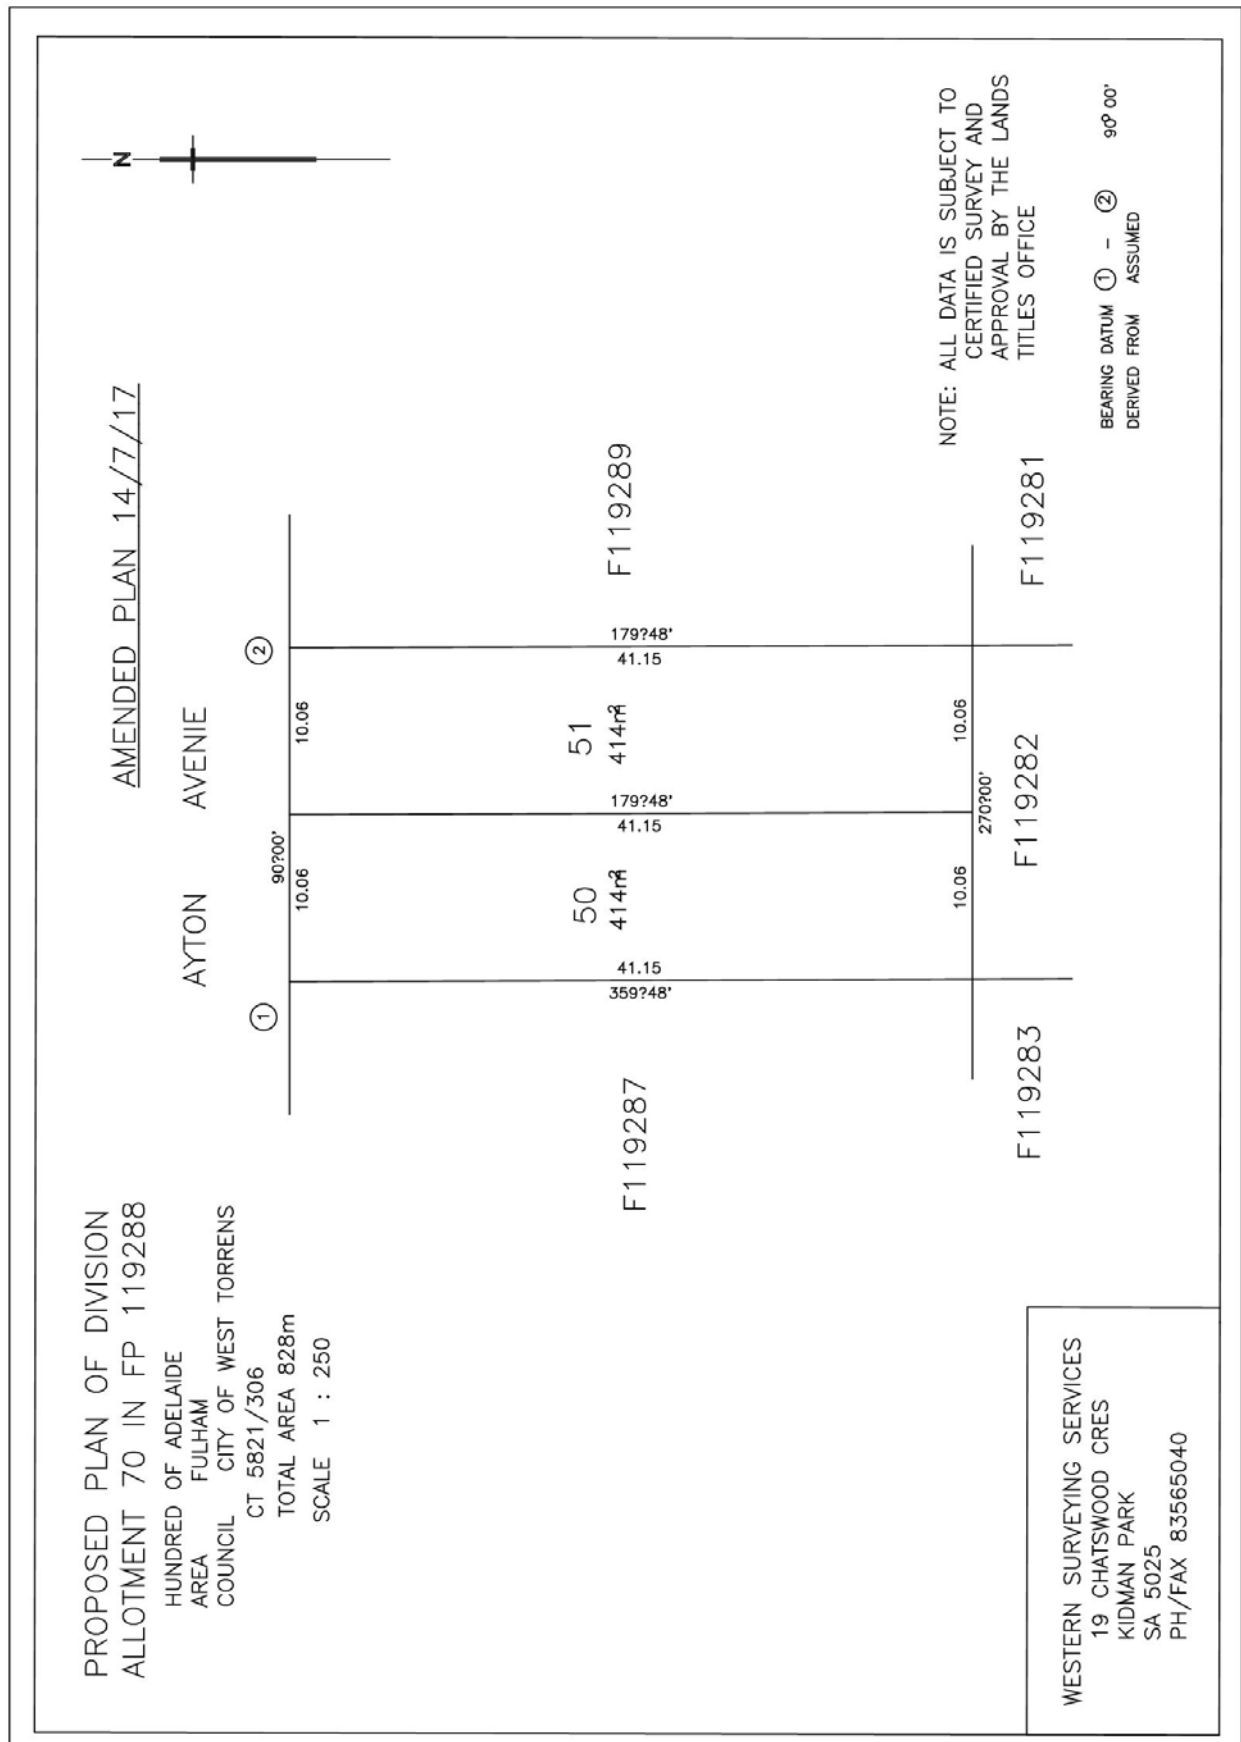 PROPOSED PLAN OF DIVISION
ALLOTMENT 70 IN FP 119288
HUNDRED OF ADELAIDE
AREA FULHAM
COUNCIL CITY OF WEST TORRENS
CT 5821/306
TOTAL AREA 828m
SCALE 1 : 250
AMENDED PLAN 14/7/17
N
AYTON AVENIE
1
90?00'
2
10.06
10.06
F119287
41.15
359?48'
50
414m²
179?48'
41.15
51
414m²
179?48'
41.15
F119289
10.06
10.06
270?00'
F119283
F119282
F119281
NOTE: ALL DATA IS SUBJECT TO
CERTIFIED SURVEY AND
APPROVAL BY THE LANDS
TITLES OFFICE
BEARING DATUM 1 - 2 90° 00'
DERIVED FROM ASSUMED
WESTERN SURVEYING SERVICES
19 CHATSWOOD CRES
KIDMAN PARK
SA 5025
PH/FAX 83565040